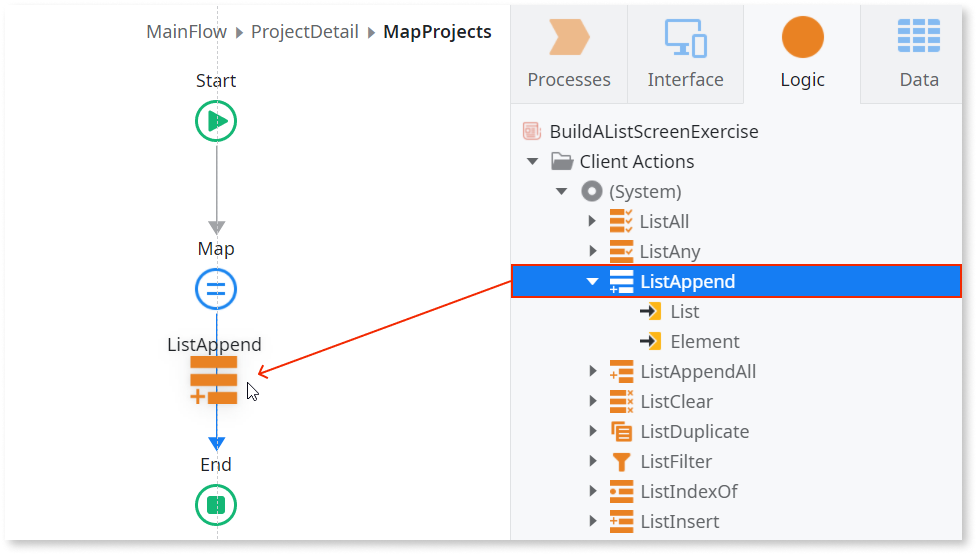 MainFlow ▸ ProjectDetail ▸ MapProjects
Start
Map
ListAppend
End
Processes
Interface
Logic
Data
BuildAListScreenExercise
Client Actions
(System)
ListAll
ListAny
ListAppend
List
Element
ListAppendAll
ListClear
ListDuplicate
ListFilter
ListIndexOf
ListInsert